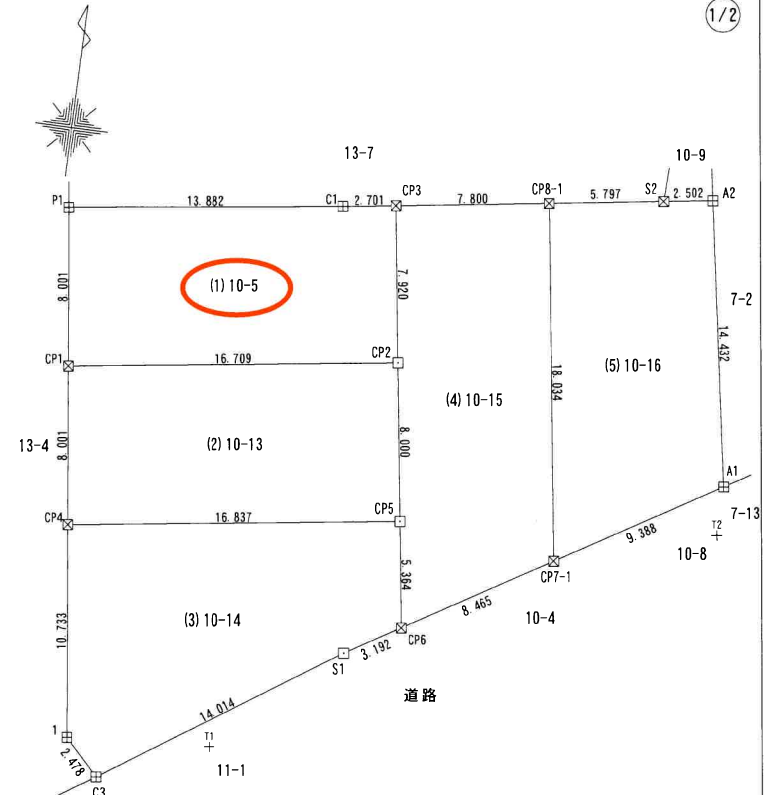 1/2
13-7
10-9
P1
13.882
C1
2.701
CP3
7.800
CP8-1
5.797
S2
2.502
A2
8.001
(1) 10-5
7.920
7-2
CP1
16.709
CP2
14.432
18.034
(5) 10-16
(4) 10-15
13-4
8.001
(2) 10-13
8.000
CP4
16.837
CP5
A1
7-13
T2
9.388
10-8
5.364
CP7-1
(3) 10-14
10.733
8.465
10-4
CP6
3.192
S1
道路
14.014
1
T1
2.478
11-1
C3